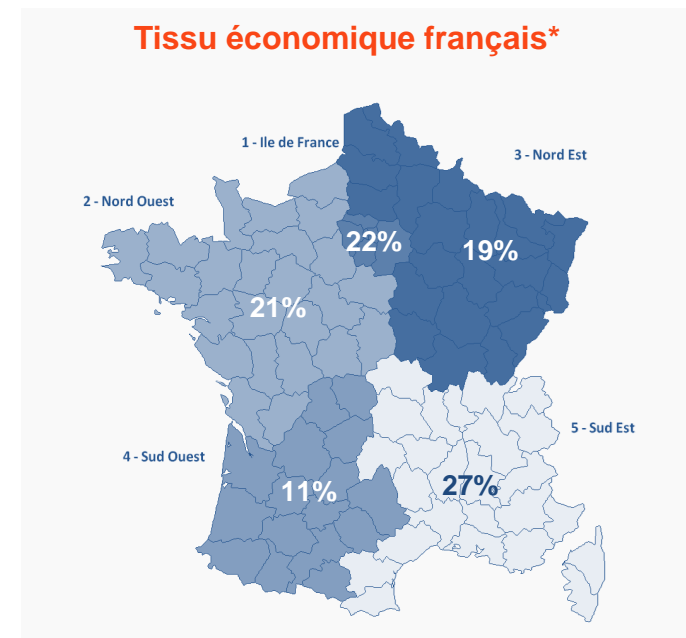 Tissu économique français*
1 - Ile de France
3 - Nord Est
2 - Nord Ouest
22%
19%
21%
5 - Sud Est
4 - Sud Ouest
11%
27%